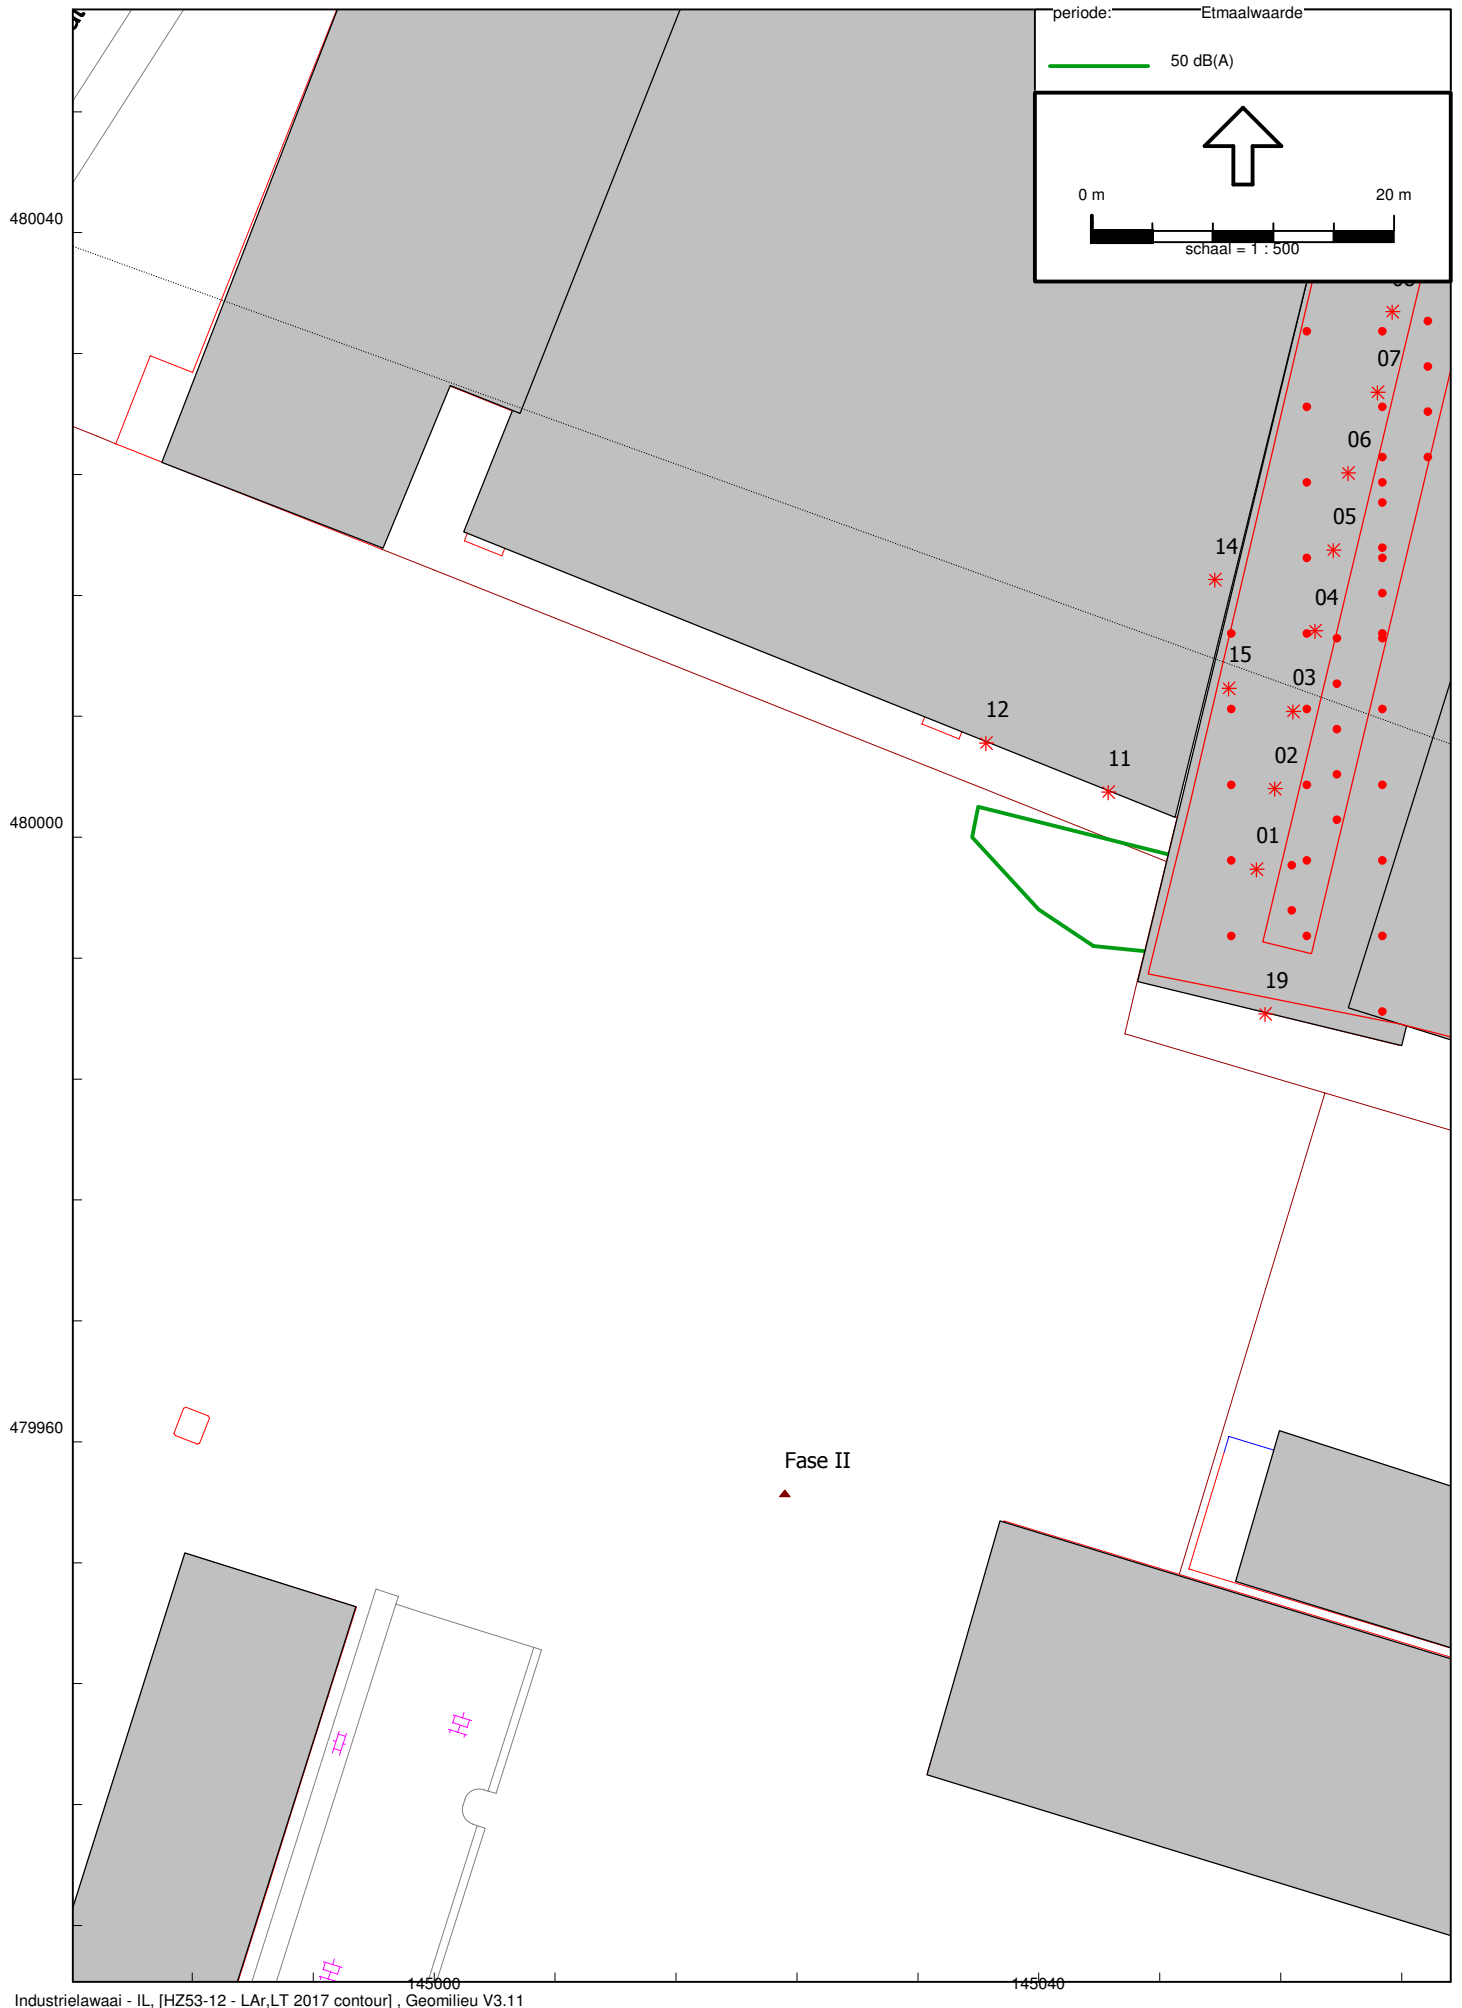 periode: Etmaalwaarde
50 dB(A)
0 m 20 m
schaal = 1 : 500
480040
07
06
05
14
04
15
03
12
02
11
480000
01
19
479960
Fase II
145000 145040
Industrielawaai - IL, [HZ53-12 - LAr,LT 2017 contour] , Geomilieu V3.11